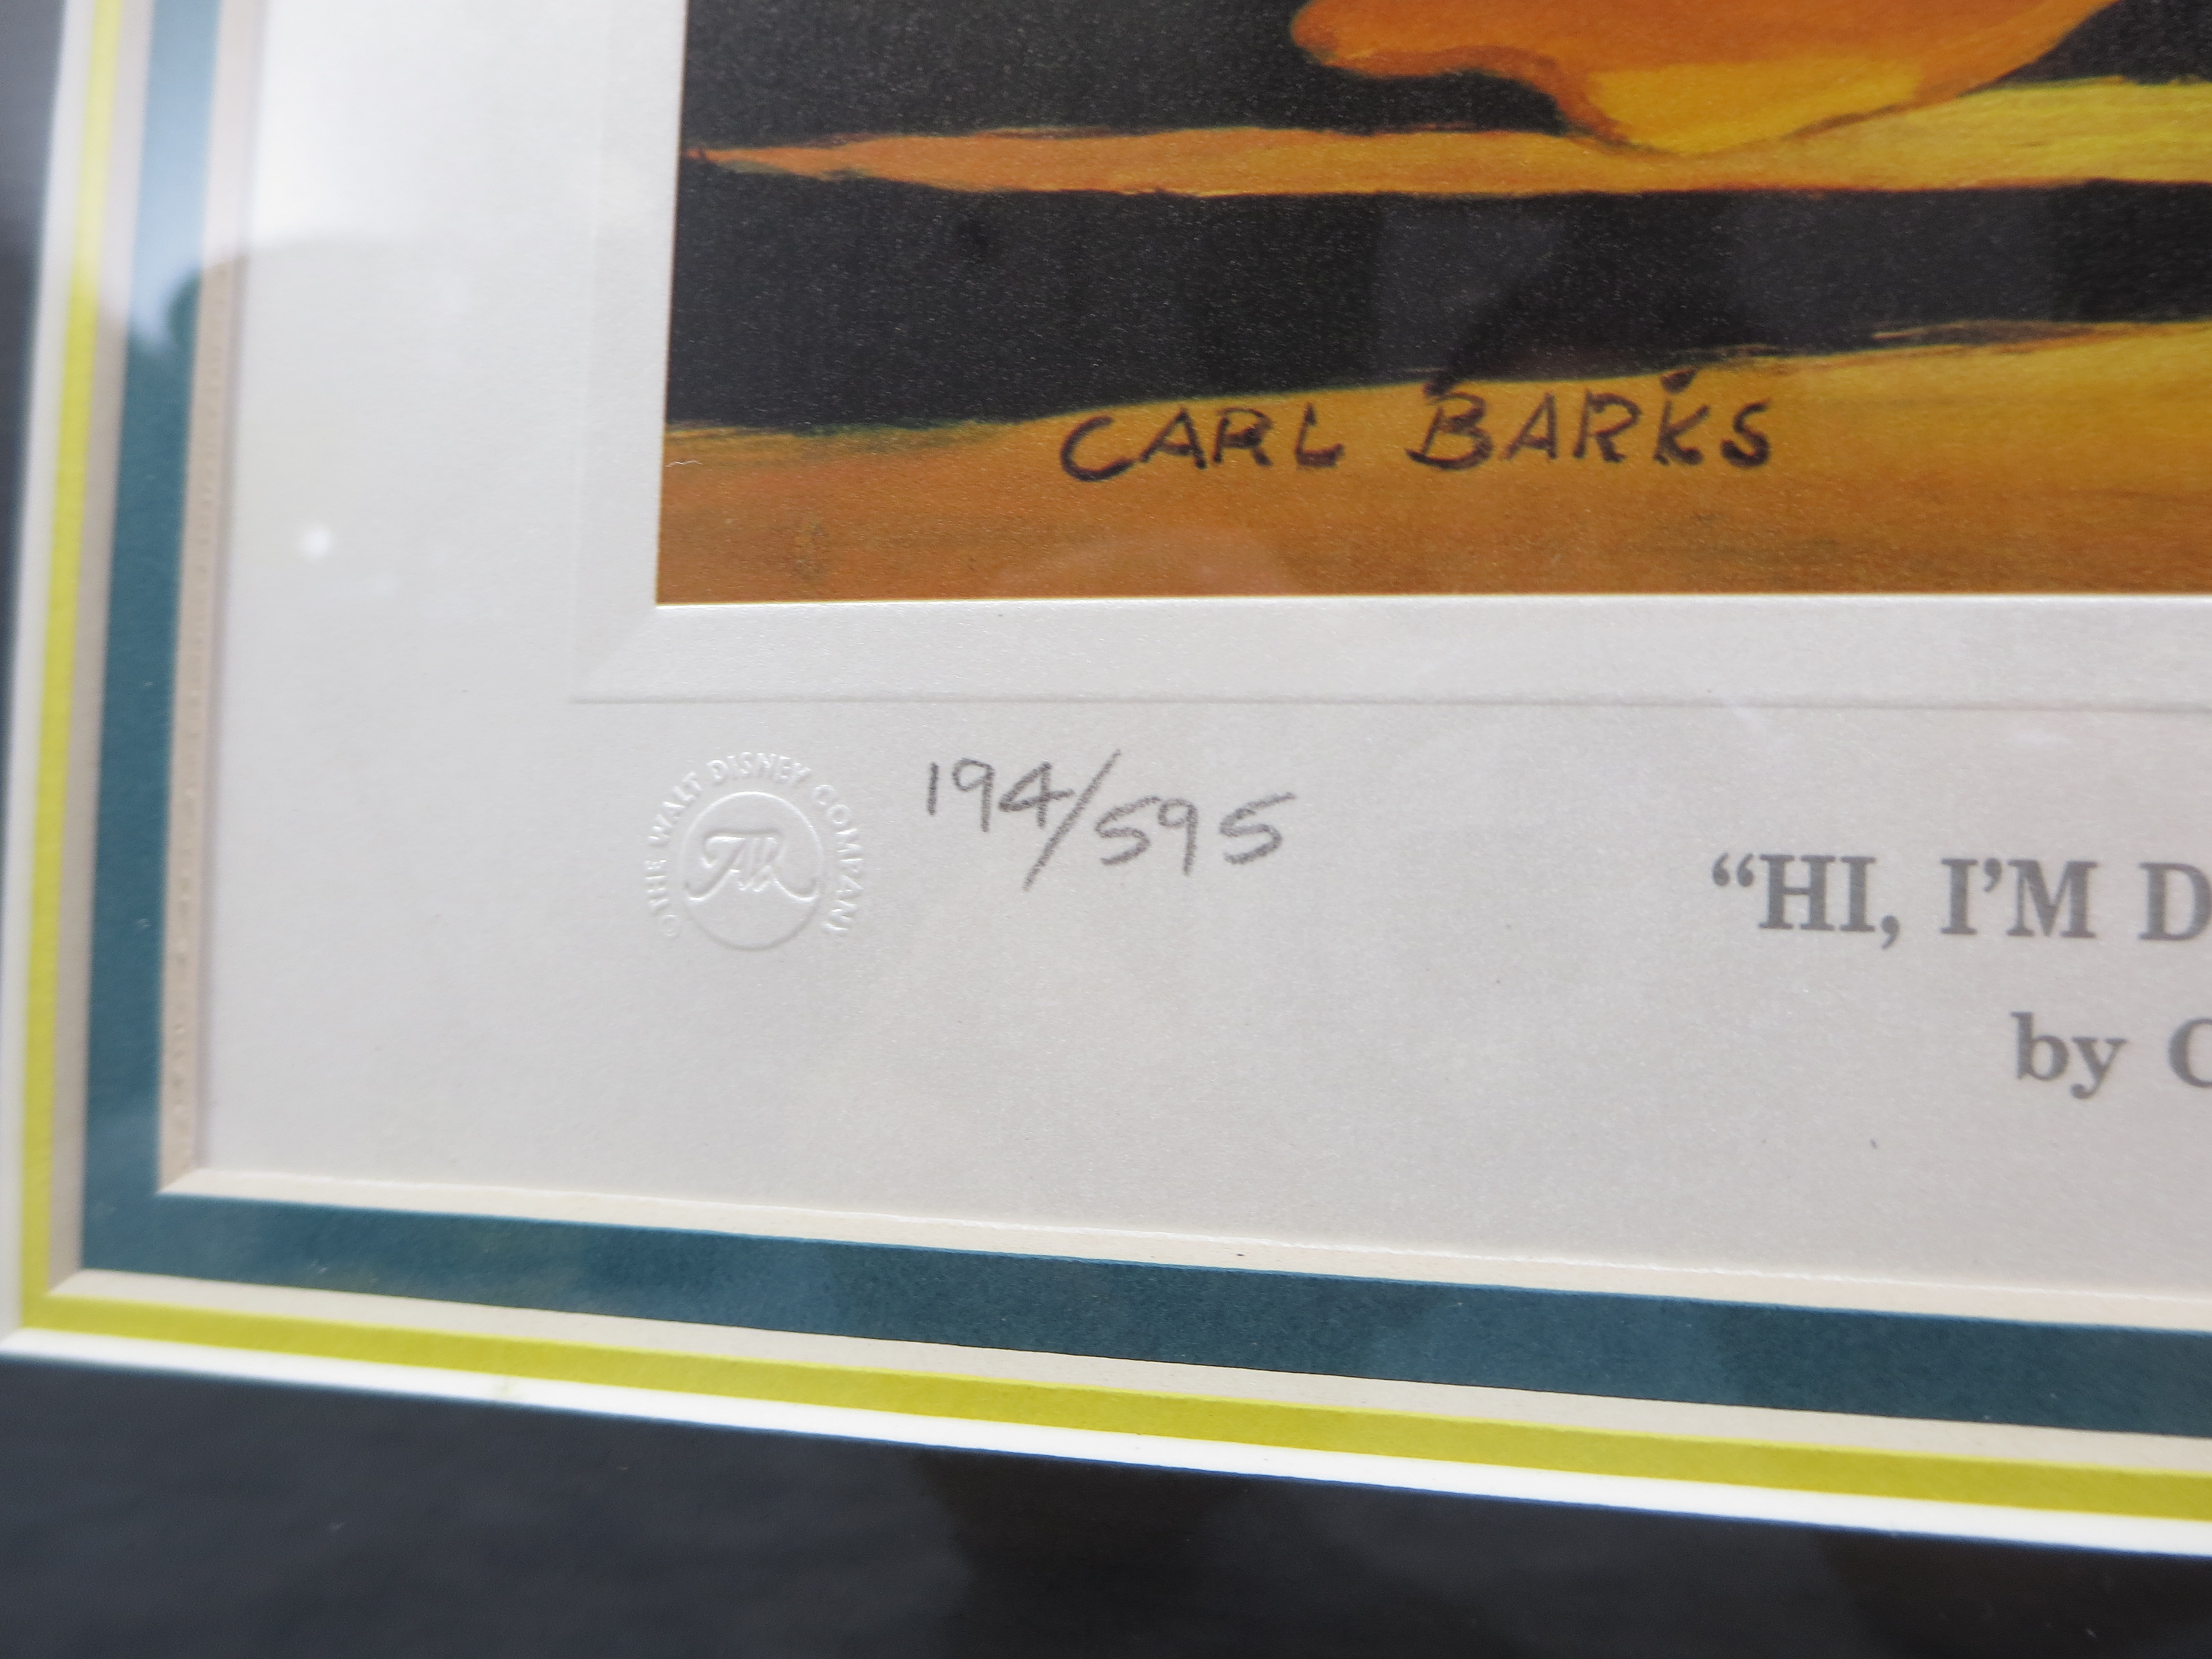 CARL BARKS
© THE WALT DISNEY COMPANY
194/595
“HI, I’M D
by C